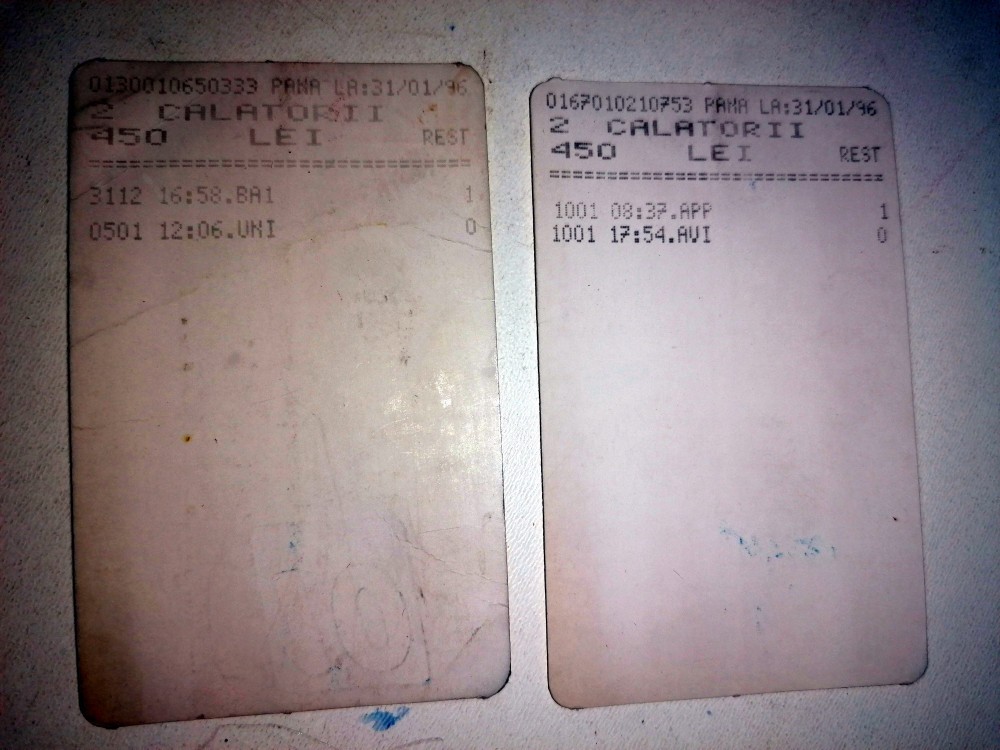 0130010650333 PANA LA:31/01/96
2 CALATORII
450 LEI REST
==============================
3112 16:58.BA1 1
0501 12:06.UNI 0
0167010210753 PANA LA:31/01/96
2 CALATORII
450 LEI REST
==============================
1001 08:37.APP 1
1001 17:54.AVI 0